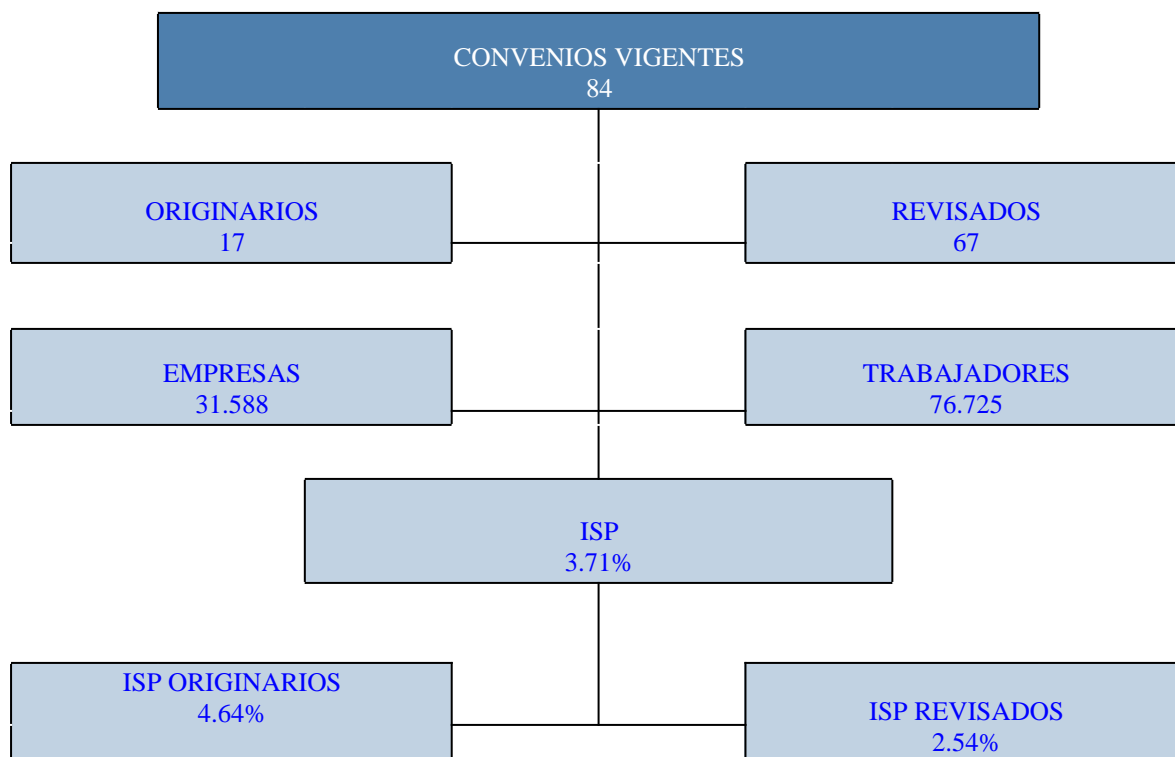 CONVENIOS VIGENTES
84
ORIGINARIOS
17
REVISADOS
67
EMPRESAS
31.588
TRABAJADORES
76.725
ISP
3.71%
ISP ORIGINARIOS
4.64%
ISP REVISADOS
2.54%